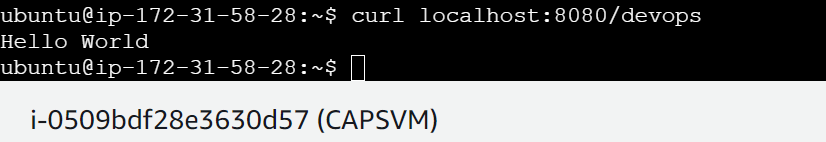 ubuntu@ip-172-31-58-28:~$ curl localhost:8080/devops
Hello World
ubuntu@ip-172-31-58-28:~$
i-0509bdf28e3630d57 (CAPSVM)